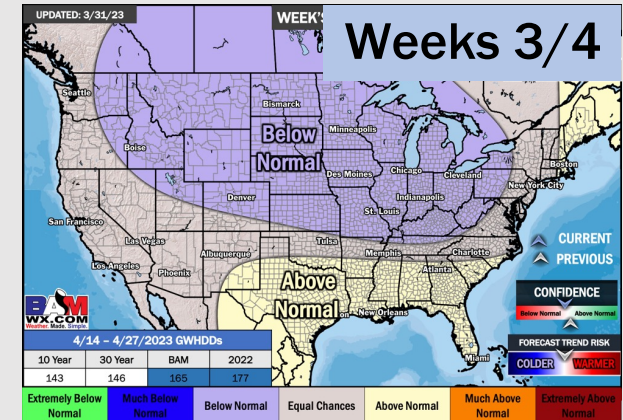 UPDATED: 3/31/23
WEEK'S
Weeks 3/4
Seattle
Bismarck
Below
Normal
Minneapolis
Boise
Boston
Des Moines
Chicago
Cleveland
New York City
Denver
Indianapolis
St. Louis
San Francisco
Las Vegas
Tulsa
CURRENT
PREVIOUS
Albuquerque
Memphis
Charlotte
Los Angeles
Phoenix
Atlanta
Above
Normal
New Orleans
CONFIDENCE
Below Normal
Above Normal
BAM
WX.COM
Weather. Made. Simple.
FORECAST TREND RISK
COLDER
WARMER
Miami
4/14 – 4/27/2023 GWHDDs
10 Year 30 Year BAM 2022
143 146 165 177
Extremely Below Normal
Much Below Normal
Below Normal
Equal Chances
Above Normal
Much Above Normal
Extremely Above Normal